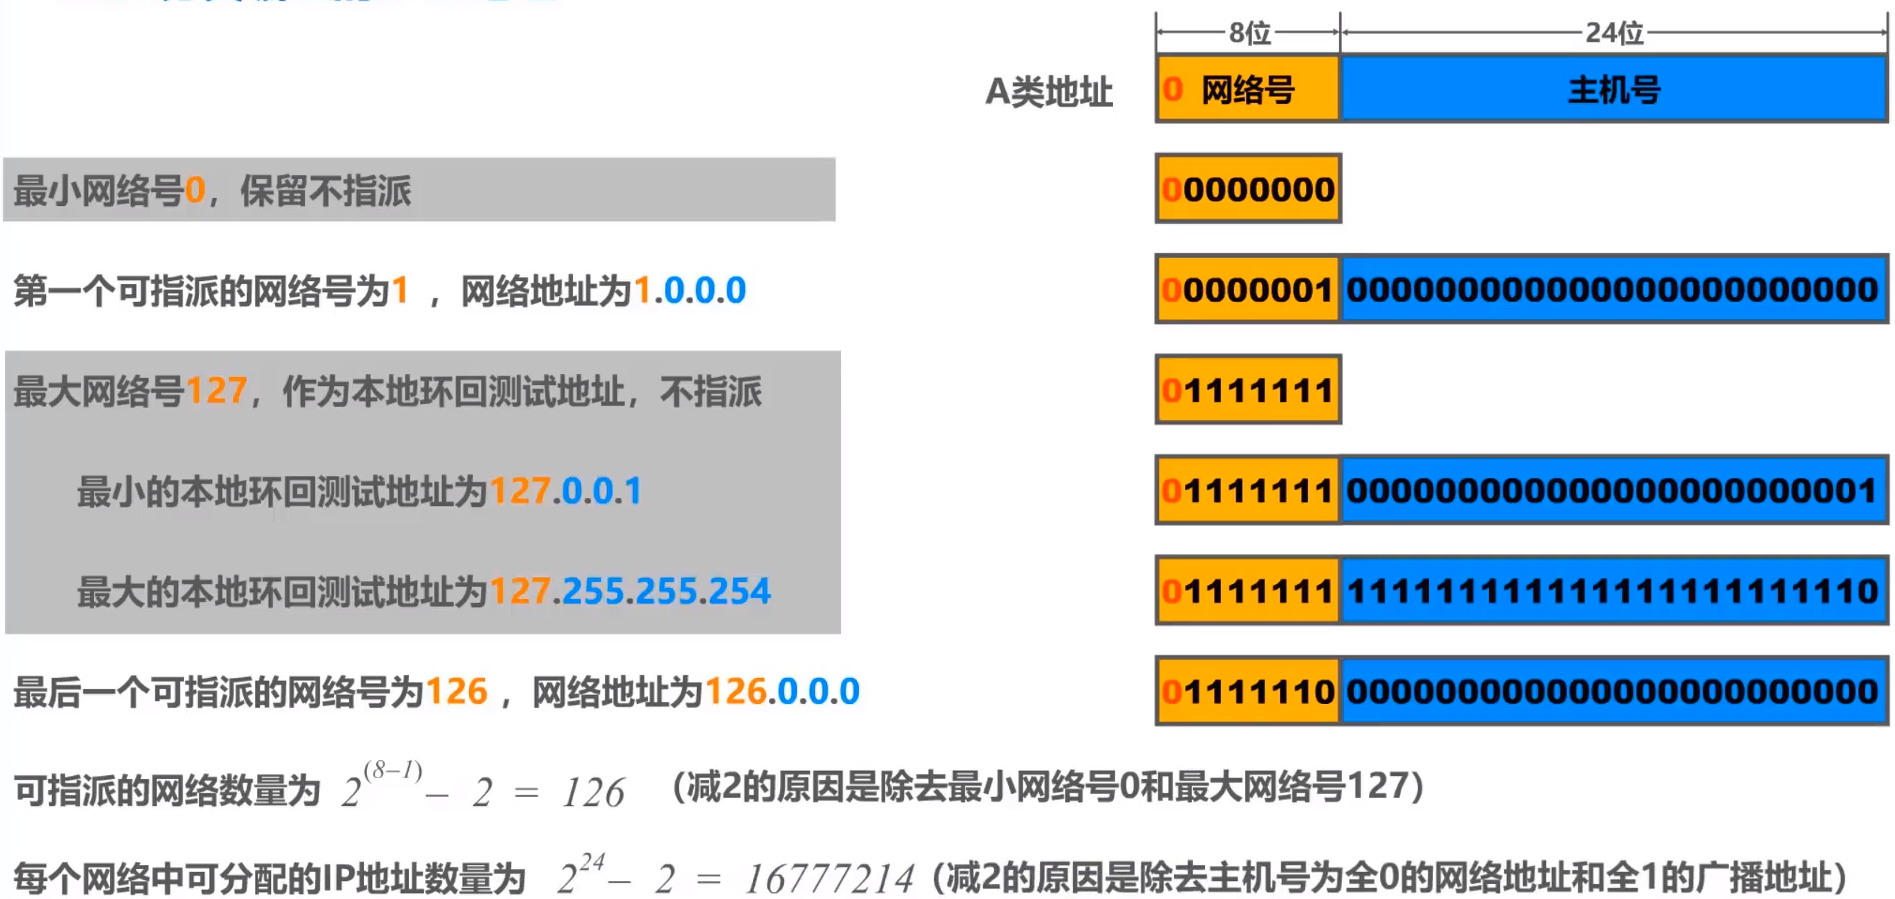 8位 24位
A类地址 0 网络号 主机号
最小网络号0，保留不指派 00000000
第一个可指派的网络号为1 ，网络地址为1.0.0.0 00000001 000000000000000000000000
最大网络号127，作为本地环回测试地址，不指派 01111111
最小的本地环回测试地址为127.0.0.1 01111111 000000000000000000000001
最大的本地环回测试地址为127.255.255.254 01111111 111111111111111111111110
最后一个可指派的网络号为126 ，网络地址为126.0.0.0 01111110 000000000000000000000000
可指派的网络数量为 2^(8–1) – 2 = 126 （减2的原因是除去最小网络号0和最大网络号127）
每个网络中可分配的IP地址数量为 2^24 – 2 = 16777214（减2的原因是除去主机号为全0的网络地址和全1的广播地址）